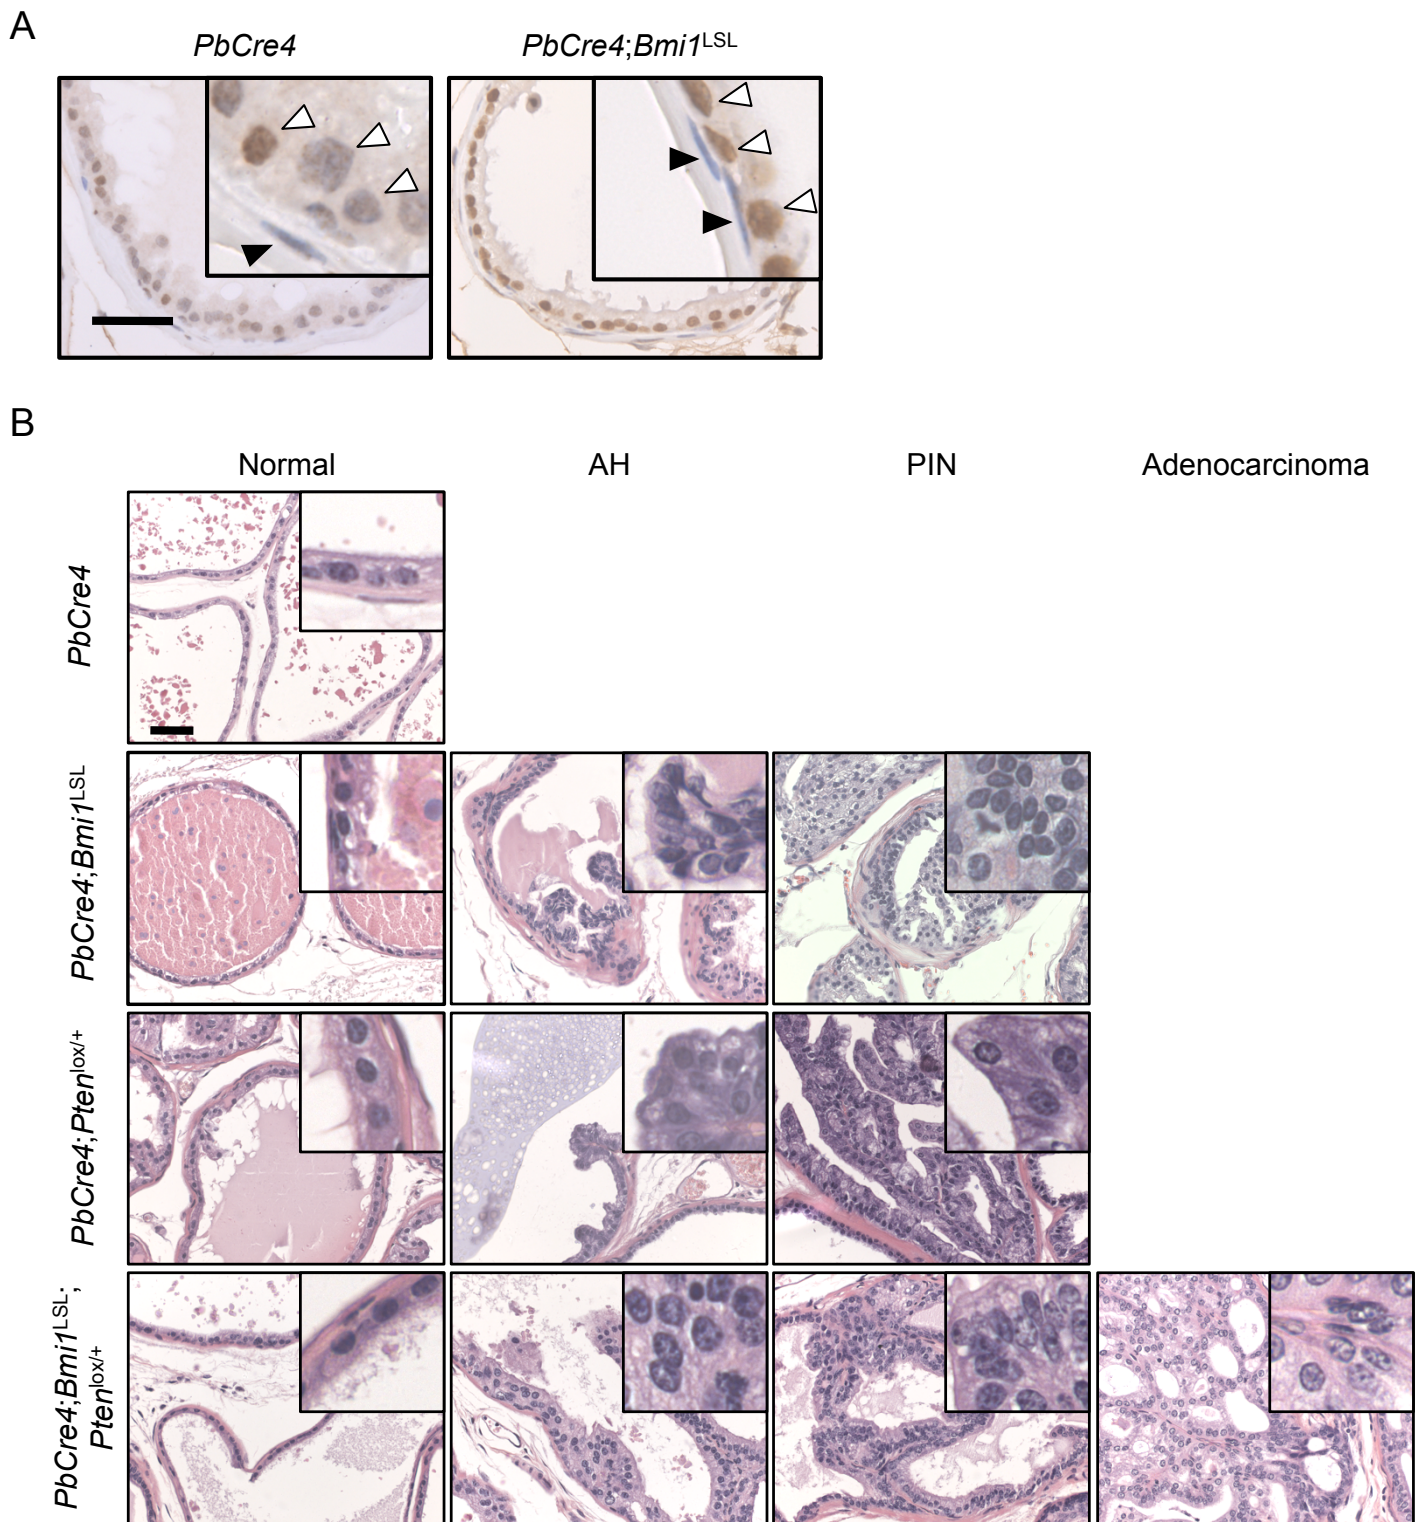 A
PbCre4
PbCre4;Bmi1LSL
B
Normal
AH
PIN
Adenocarcinoma
PbCre4
PbCre4;Bmi1LSL
PbCre4;Ptenlox/+
PbCre4;Bmi1LSL;
Ptenlox/+